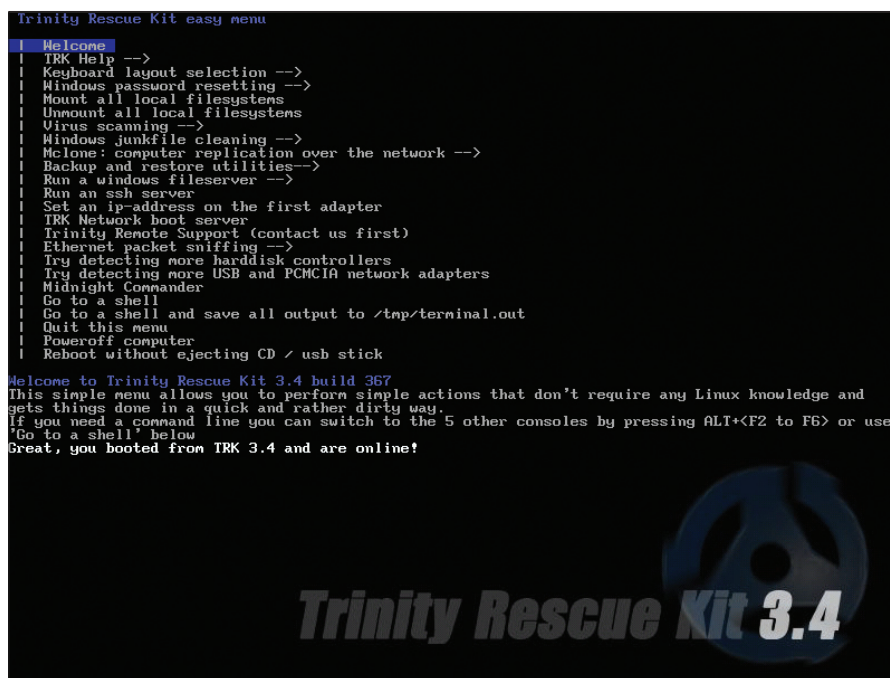 Trinity Rescue Kit easy menu
| Welcome
| TRK Help -->
| Keyboard layout selection -->
| Windows password resetting -->
| Mount all local filesystems
| Unmount all local filesystems
| Virus scanning -->
| Windows junkfile cleaning -->
| Mclone: computer replication over the network -->
| Backup and restore utilities-->
| Run a windows fileserver -->
| Run an ssh server
| Set an ip-address on the first adapter
| TRK Network boot server
| Trinity Remote Support (contact us first)
| Ethernet packet sniffing -->
| Try detecting more harddisk controllers
| Try detecting more USB and PCMCIA network adapters
| Midnight Commander
| Go to a shell
| Go to a shell and save all output to /tmp/terminal.out
| Quit this menu
| Poweroff computer
| Reboot without ejecting CD / usb stick
Welcome to Trinity Rescue Kit 3.4 build 367
This simple menu allows you to perform simple actions that don't require any Linux knowledge and
gets things done in a quick and rather dirty way.
If you need a command line you can switch to the 5 other consoles by pressing ALT+<F2 to F6> or use
'Go to a shell' below
Great, you booted from TRK 3.4 and are online!
Trinity Rescue Kit 3.4